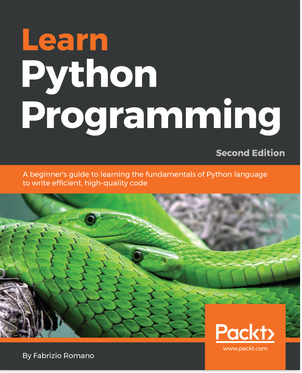 Learn
Python
Programming
Second Edition
A beginner's guide to learning the fundamentals of Python language
to write efficient, high-quality code
Packt>
www.packt.com
By Fabrizio Romano